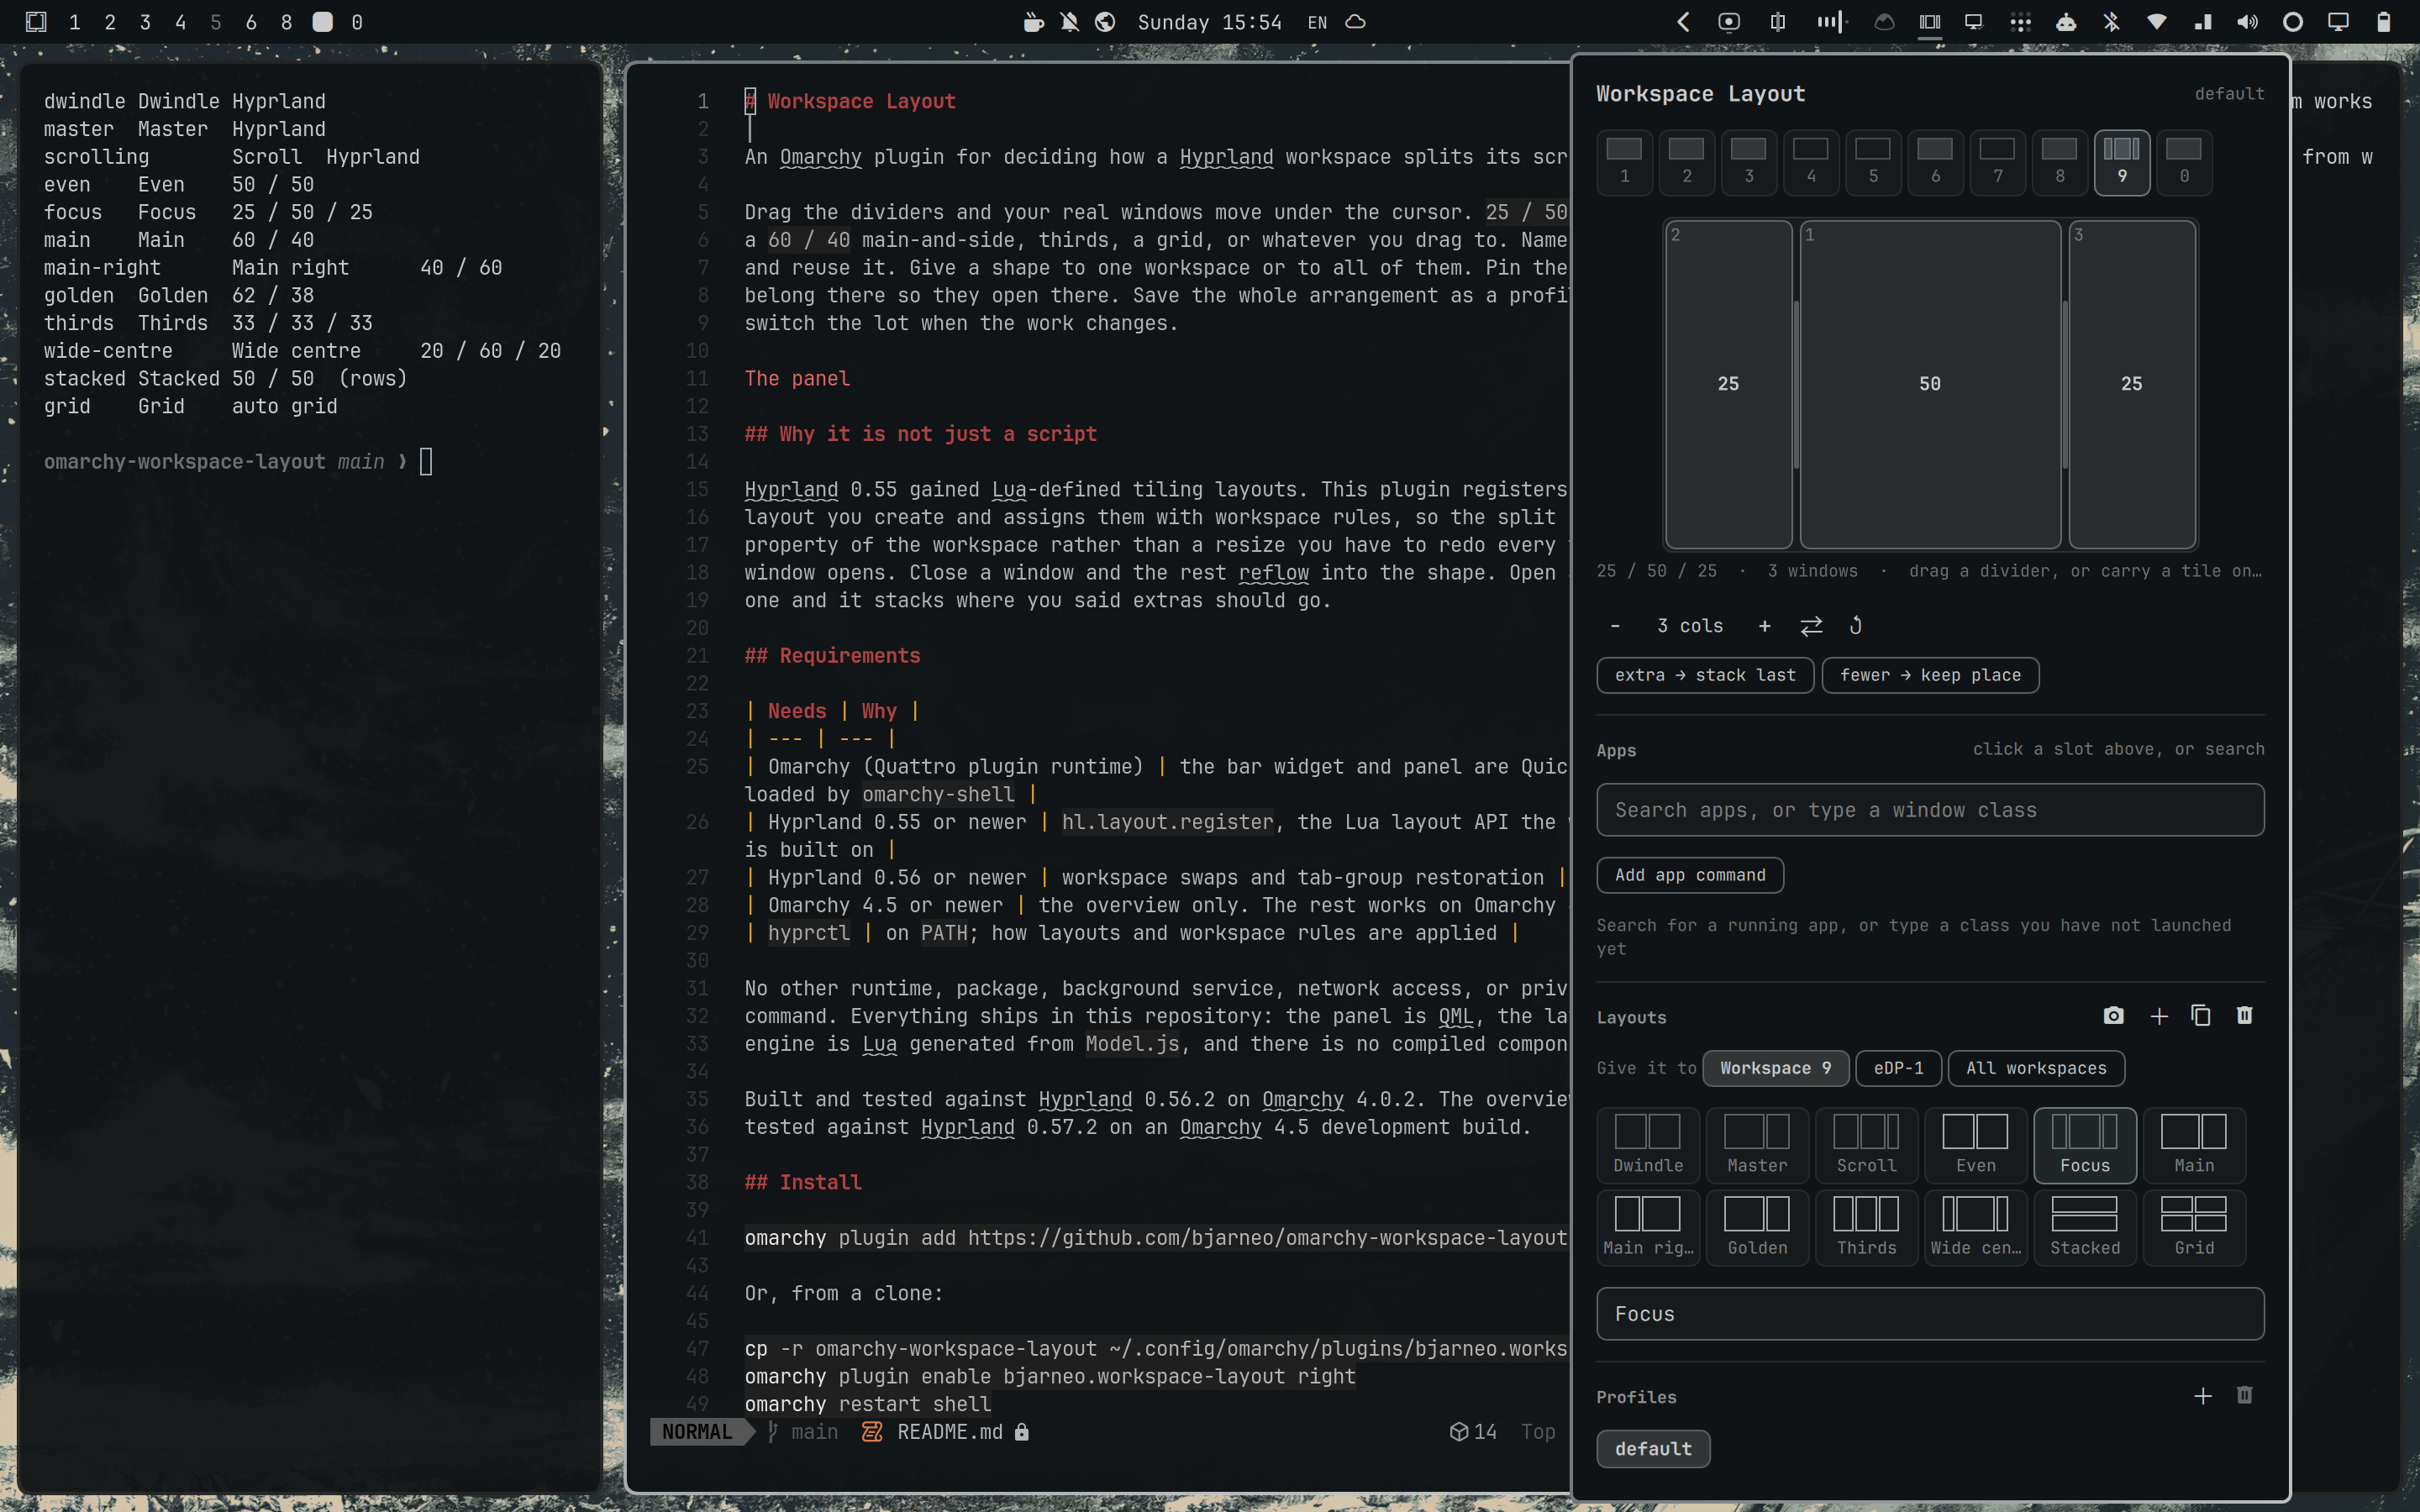 1 2 3 4 5 6 8 0
Sunday 15:54 EN
dwindle Dwindle Hyprland
master Master Hyprland
scrolling Scroll Hyprland
even Even 50 / 50
focus Focus 25 / 50 / 25
main Main 60 / 40
main-right Main right 40 / 60
golden Golden 62 / 38
thirds Thirds 33 / 33 / 33
wide-centre Wide centre 20 / 60 / 20
stacked Stacked 50 / 50 (rows)
grid Grid auto grid
omarchy-workspace-layout main ❯
1 # Workspace Layout
2
3 An Omarchy plugin for deciding how a Hyprland workspace splits its scr
4
5 Drag the dividers and your real windows move under the cursor. 25 / 50
6 a 60 / 40 main-and-side, thirds, a grid, or whatever you drag to. Name
7 and reuse it. Give a shape to one workspace or to all of them. Pin the
8 belong there so they open there. Save the whole arrangement as a profi
9 switch the lot when the work changes.
10
11 The panel
12
13 ## Why it is not just a script
14
15 Hyprland 0.55 gained Lua-defined tiling layouts. This plugin registers
16 layout you create and assigns them with workspace rules, so the split
17 property of the workspace rather than a resize you have to redo every
18 window opens. Close a window and the rest reflow into the shape. Open
19 one and it stacks where you said extras should go.
20
21 ## Requirements
22
23 | Needs | Why |
24 | --- | --- |
25 | Omarchy (Quattro plugin runtime) | the bar widget and panel are Quic
loaded by omarchy-shell |
26 | Hyprland 0.55 or newer | hl.layout.register, the Lua layout API the
is built on |
27 | Hyprland 0.56 or newer | workspace swaps and tab-group restoration |
28 | Omarchy 4.5 or newer | the overview only. The rest works on Omarchy
29 | hyprctl | on PATH; how layouts and workspace rules are applied |
30
31 No other runtime, package, background service, network access, or priv
32 command. Everything ships in this repository: the panel is QML, the la
33 engine is Lua generated from Model.js, and there is no compiled compon
34
35 Built and tested against Hyprland 0.56.2 on Omarchy 4.0.2. The overvie
36 tested against Hyprland 0.57.2 on an Omarchy 4.5 development build.
37
38 ## Install
39
41 omarchy plugin add https://github.com/bjarneo/omarchy-workspace-layout
43
44 Or, from a clone:
45
47 cp -r omarchy-workspace-layout ~/.config/omarchy/plugins/bjarneo.works
48 omarchy plugin enable bjarneo.workspace-layout right
49 omarchy restart shell
NORMAL main README.md 14 Top
Workspace Layout default
1 2 3 4 5 6 7 8 9 0
2 1 3
25 50 25
25 / 50 / 25 · 3 windows · drag a divider, or carry a tile on…
- 3 cols +
extra → stack last fewer → keep place
Apps click a slot above, or search
Search apps, or type a window class
Add app command
Search for a running app, or type a class you have not launched
yet
Layouts
Give it to Workspace 9 eDP-1 All workspaces
Dwindle Master Scroll Even Focus Main
Main rig… Golden Thirds Wide cen… Stacked Grid
Focus
Profiles
default
m works
from w